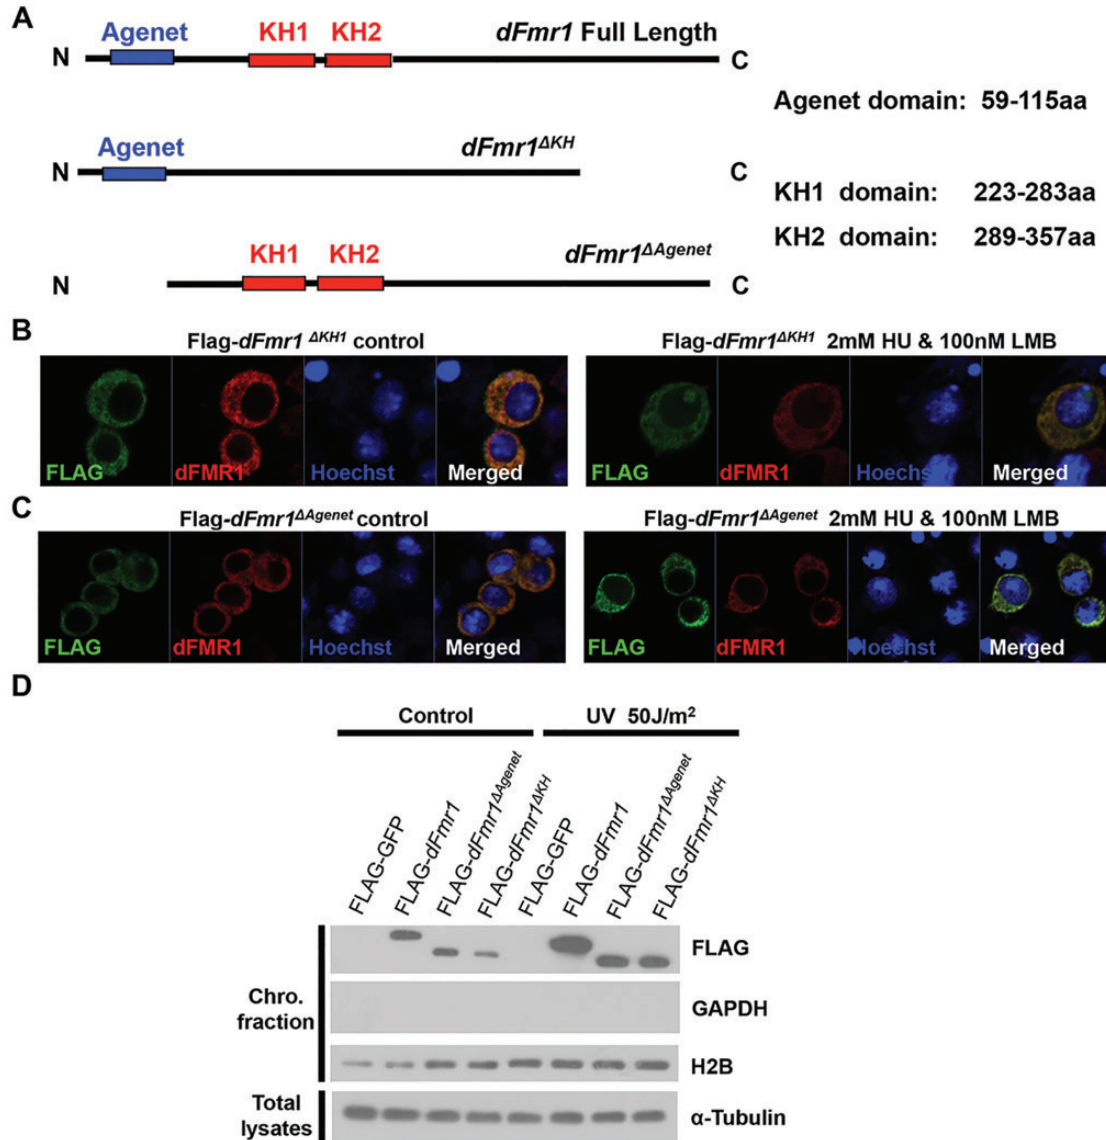 A
Agenet KH1 KH2 dFmr1 Full Length
N C
Agenet domain: 59-115aa
Agenet dFmr1ΔKH
N C
KH1 domain: 223-283aa
KH2 domain: 289-357aa
KH1 KH2 dFmr1ΔAgenet
N C
B
Flag-dFmr1 ΔKH1 control
Flag-dFmr1ΔKH1 2mM HU & 100nM LMB
FLAG dFMR1 Hoechst Merged
FLAG dFMR1 Hoechst Merged
C
Flag-dFmr1ΔAgenet control
Flag-dFmr1ΔAgenet 2mM HU & 100nM LMB
FLAG dFMR1 Hoechst Merged
FLAG dFMR1 Hoechst Merged
D
Control UV 50J/m²
FLAG-GFP
FLAG-dFmr1
FLAG-dFmr1ΔAgenet
FLAG-dFmr1ΔKH
FLAG-GFP
FLAG-dFmr1
FLAG-dFmr1ΔAgenet
FLAG-dFmr1ΔKH
FLAG
Chro.
fraction
GAPDH
H2B
Total
lysates
α-Tubulin